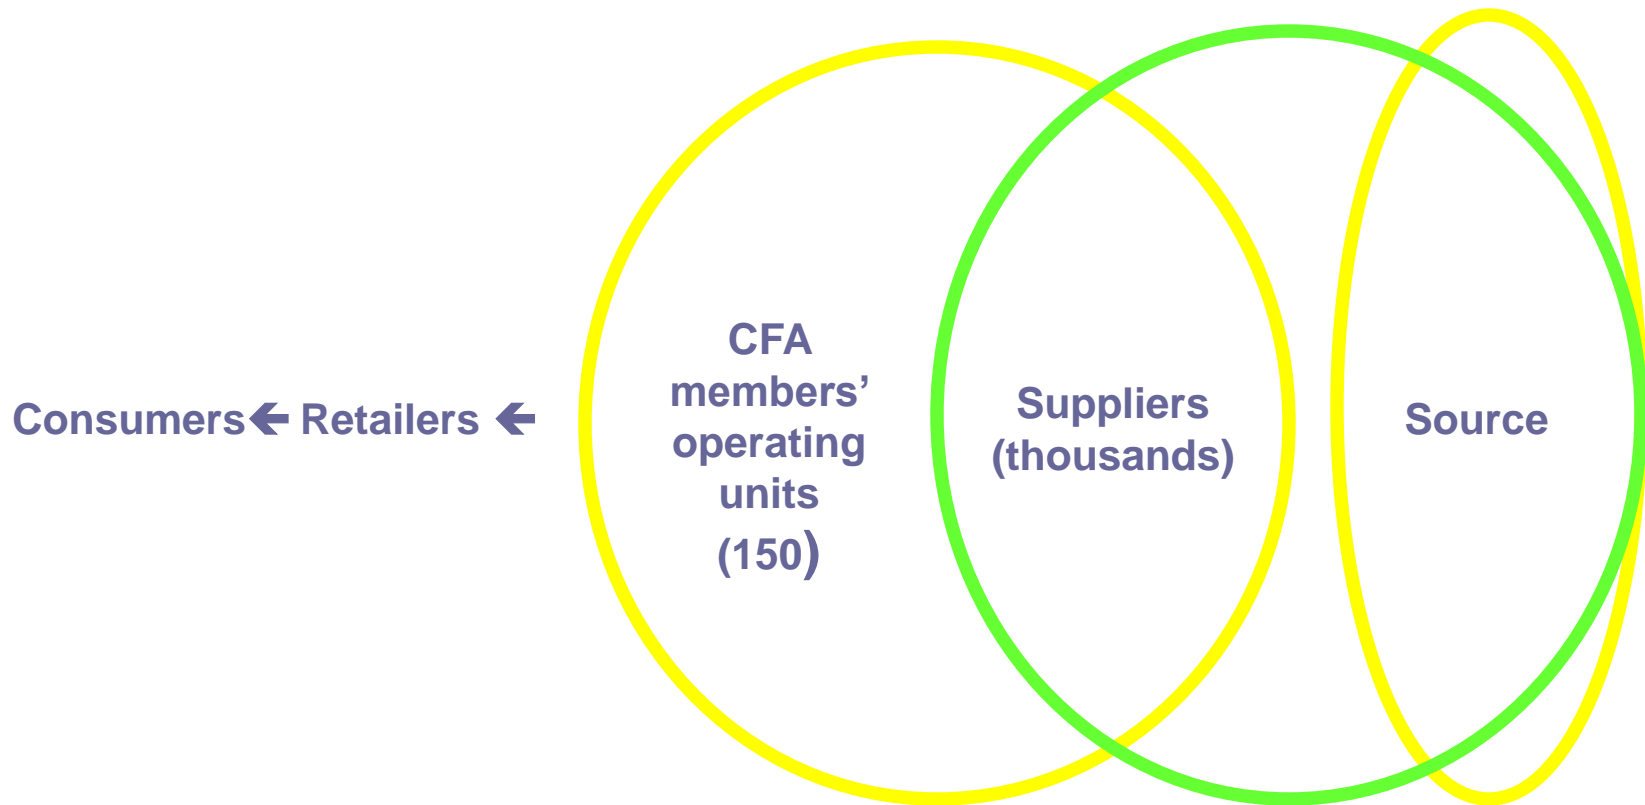 Consumers🡸 Retailers 🡸
CFA
members’
operating
units
(150)
Suppliers
(thousands)
Source